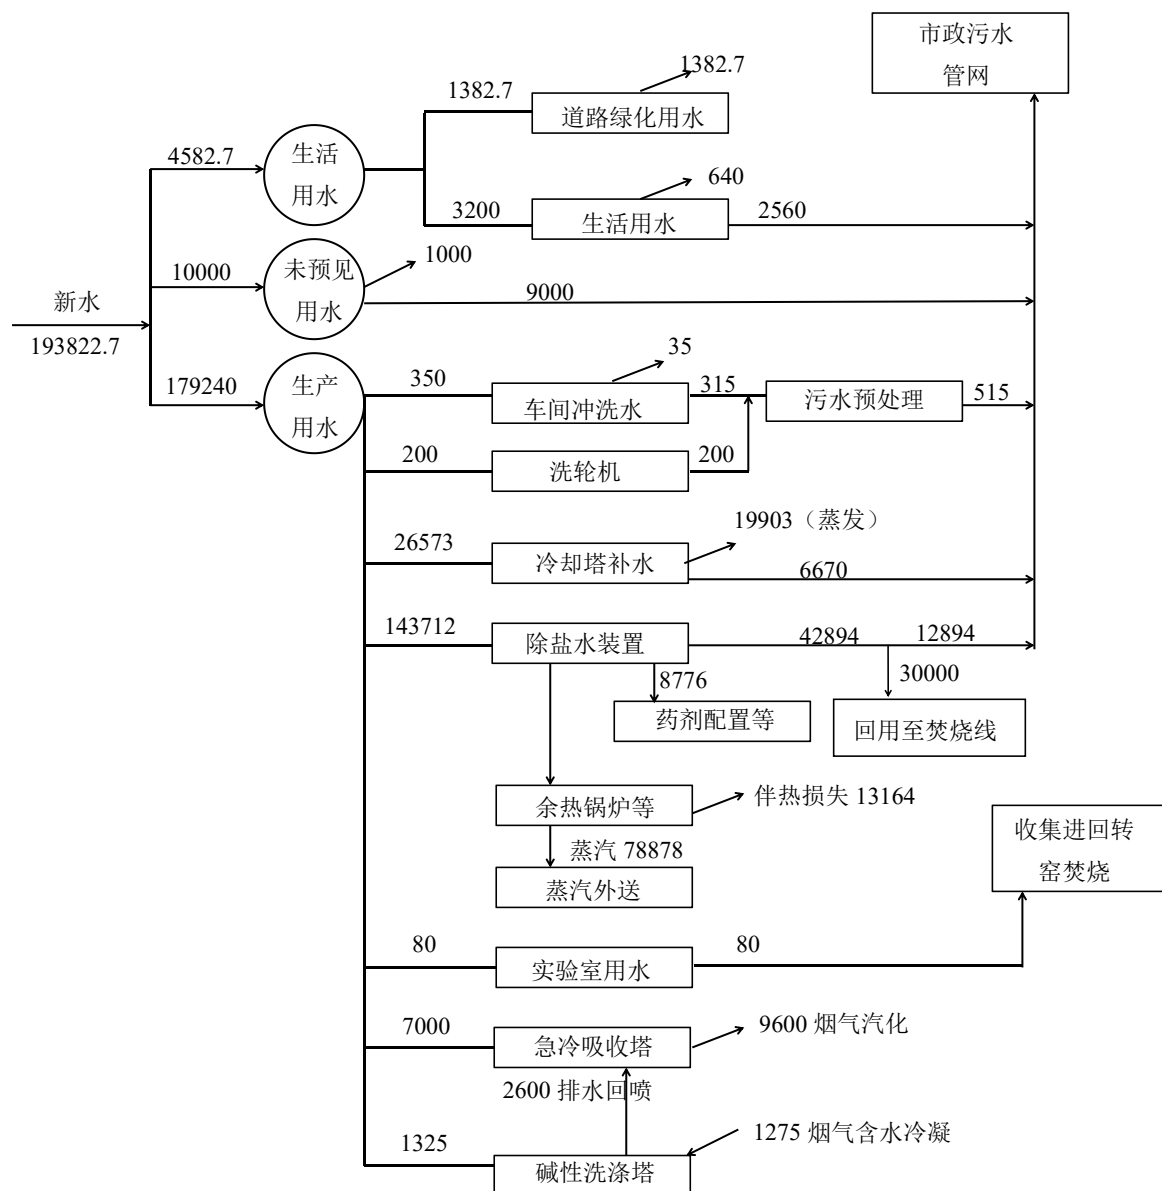 市政污水
管网
1382.7
1382.7
道路绿化用水
4582.7
生活
用水
640
3200
生活用水
2560
10000
未预见
用水
1000
9000
新水
193822.7
179240
生产
用水
350
车间冲洗水
35
315
污水预处理
515
200
洗轮机
200
19903（蒸发）
26573
冷却塔补水
6670
143712
除盐水装置
42894
12894
8776
30000
药剂配置等
回用至焚烧线
余热锅炉等
伴热损失 13164
蒸汽 78878
蒸汽外送
收集进回转
窑焚烧
80
实验室用水
80
7000
急冷吸收塔
9600 烟气汽化
2600 排水回喷
1325
碱性洗涤塔
1275 烟气含水冷凝